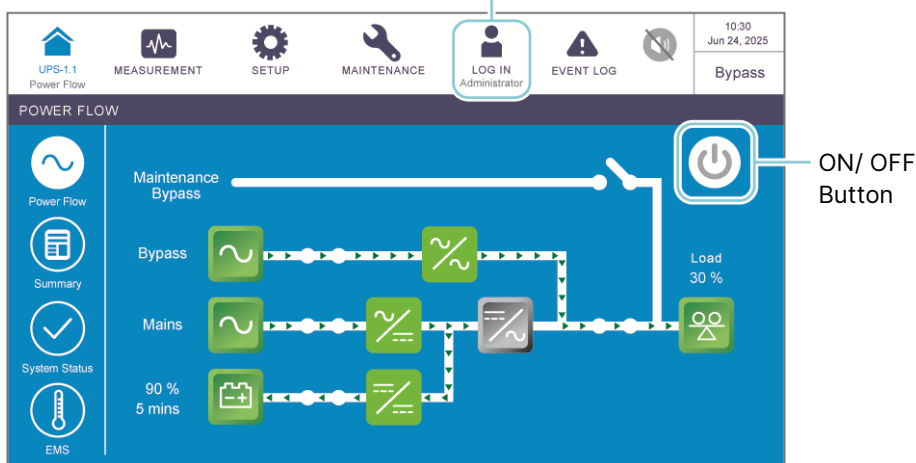 10:30
Jun 24, 2025
UPS-1.1
Power Flow
MEASUREMENT
SETUP
MAINTENANCE
LOG IN
Administrator
EVENT LOG
Bypass
POWER FLOW
ON/ OFF
Button
Power Flow
Maintenance
Bypass
Summary
Bypass
Load
30 %
System Status
Mains
90 %
5 mins
EMS